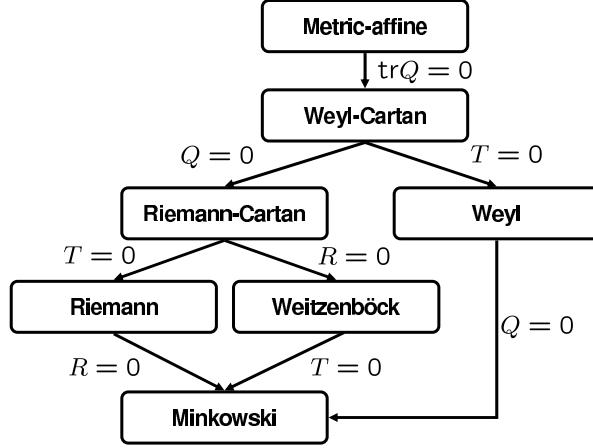 Metric-affine
trQ = 0
Weyl-Cartan
Q = 0
T = 0
Riemann-Cartan
Weyl
T = 0
R = 0
Riemann
Weitzenböck
Q = 0
R = 0
T = 0
Minkowski